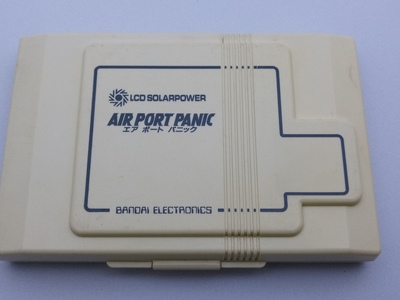 LCD SOLARPOWER
AIR PORT PANIC
エア ポート パニック
BANDAI ELECTRONICS